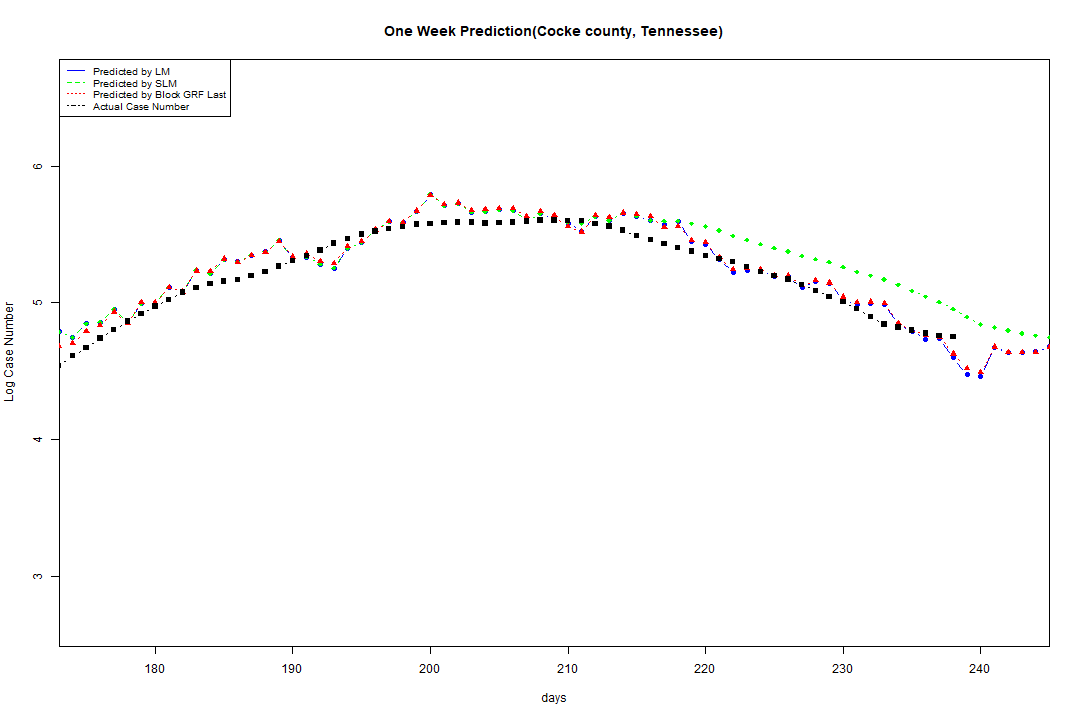 One Week Prediction(Cocke county, Tennessee)
Predicted by LM
Predicted by SLM
Predicted by Block GRF Last
Actual Case Number
6
5
4
3
Log Case Number
180 190 200 210 220 230 240
days